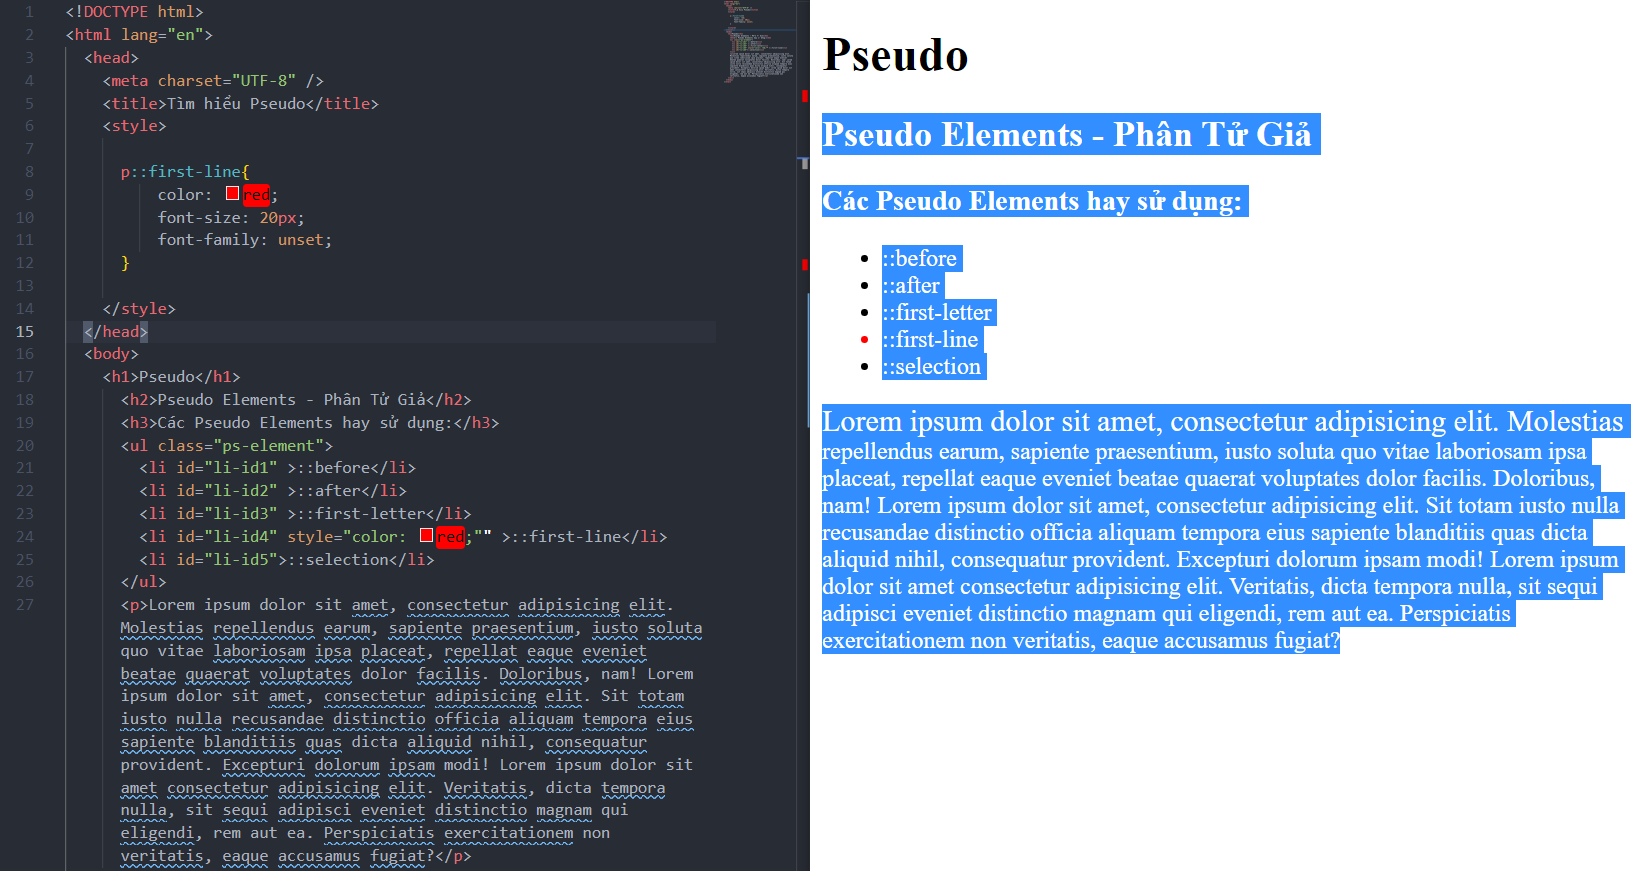 1 <!DOCTYPE html>
2 <html lang="en">
3 <head>
4 <meta charset="UTF-8" />
5 <title>Tìm hiểu Pseudo</title>
6 <style>
7
8 p::first-line{
9 color: red;
10 font-size: 20px;
11 font-family: unset;
12 }
13
14 </style>
15 </head>
16 <body>
17 <h1>Pseudo</h1>
18 <h2>Pseudo Elements - Phân Tử Giả</h2>
19 <h3>Các Pseudo Elements hay sử dụng:</h3>
20 <ul class="ps-element">
21 <li id="li-id1" >::before</li>
22 <li id="li-id2" >::after</li>
23 <li id="li-id3" >::first-letter</li>
24 <li id="li-id4" style="color: red;"" >::first-line</li>
25 <li id="li-id5">::selection</li>
26 </ul>
27 <p>Lorem ipsum dolor sit amet, consectetur adipisicing elit.
Molestias repellendus earum, sapiente praesentium, iusto soluta
quo vitae laboriosam ipsa placeat, repellat eaque eveniet
beatae quaerat voluptates dolor facilis. Doloribus, nam! Lorem
ipsum dolor sit amet, consectetur adipisicing elit. Sit totam
iusto nulla recusandae distinctio officia aliquam tempora eius
sapiente blanditiis quas dicta aliquid nihil, consequatur
provident. Excepturi dolorum ipsam modi! Lorem ipsum dolor sit
amet consectetur adipisicing elit. Veritatis, dicta tempora
nulla, sit sequi adipisci eveniet distinctio magnam qui
eligendi, rem aut ea. Perspiciatis exercitationem non
veritatis, eaque accusamus fugiat?</p>
Pseudo
Pseudo Elements - Phân Tử Giả
Các Pseudo Elements hay sử dụng:
• ::before
• ::after
• ::first-letter
• ::first-line
• ::selection
Lorem ipsum dolor sit amet, consectetur adipisicing elit. Molestias
repellendus earum, sapiente praesentium, iusto soluta quo vitae laboriosam ipsa
placeat, repellat eaque eveniet beatae quaerat voluptates dolor facilis. Doloribus,
nam! Lorem ipsum dolor sit amet, consectetur adipisicing elit. Sit totam iusto nulla
recusandae distinctio officia aliquam tempora eius sapiente blanditiis quas dicta
aliquid nihil, consequatur provident. Excepturi dolorum ipsam modi! Lorem ipsum
dolor sit amet consectetur adipisicing elit. Veritatis, dicta tempora nulla, sit sequi
adipisci eveniet distinctio magnam qui eligendi, rem aut ea. Perspiciatis
exercitationem non veritatis, eaque accusamus fugiat?